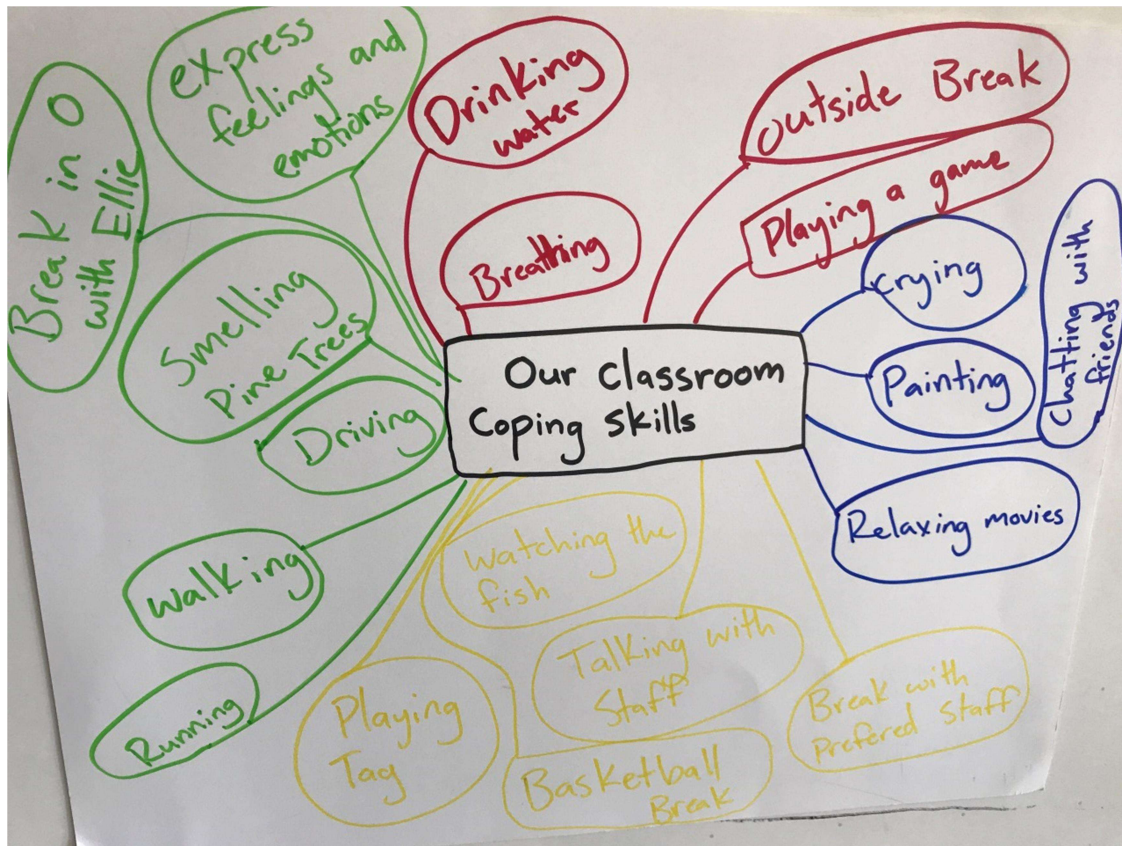 Our classroom
Coping skills
express
feelings and
emotions
Break in O
with Ellie
Smelling
Pine Trees
Driving
Walking
Running
Drinking
water
Breathing
outside Break
Playing a game
crying
Painting
Chatting with
friends
Relaxing movies
Watching the
fish
Talking with
Staff
Playing
Tag
Basketball
Break
Break with
Prefered Staff